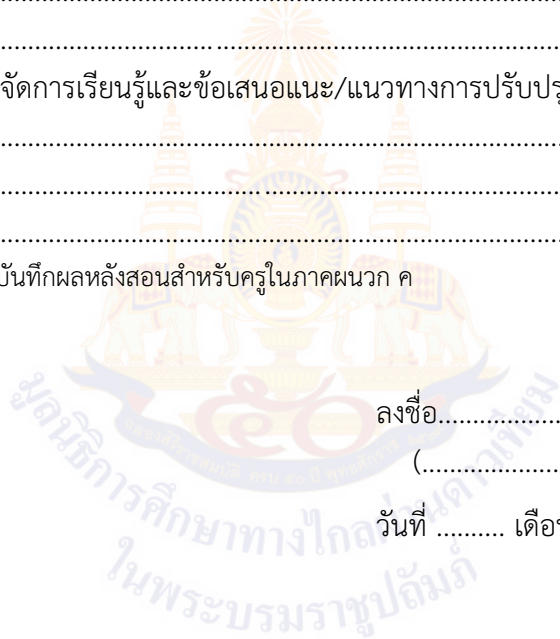 ................................................................................
............................ ..................................................
จัดการเรียนรู้และข้อเสนอแนะ/แนวทางการปรับปรุ
................................................................................
................................................................................
................................................................................
บันทึกผลหลังสอนสำหรับครูในภาคผนวก ค
ลงชื่อ..................
(.....................
วันที่ .......... เดือ
มูลนิธิการศึกษาทางไกลผ่านดาวเทียม
ในพระบรมราชูปถัมภ์